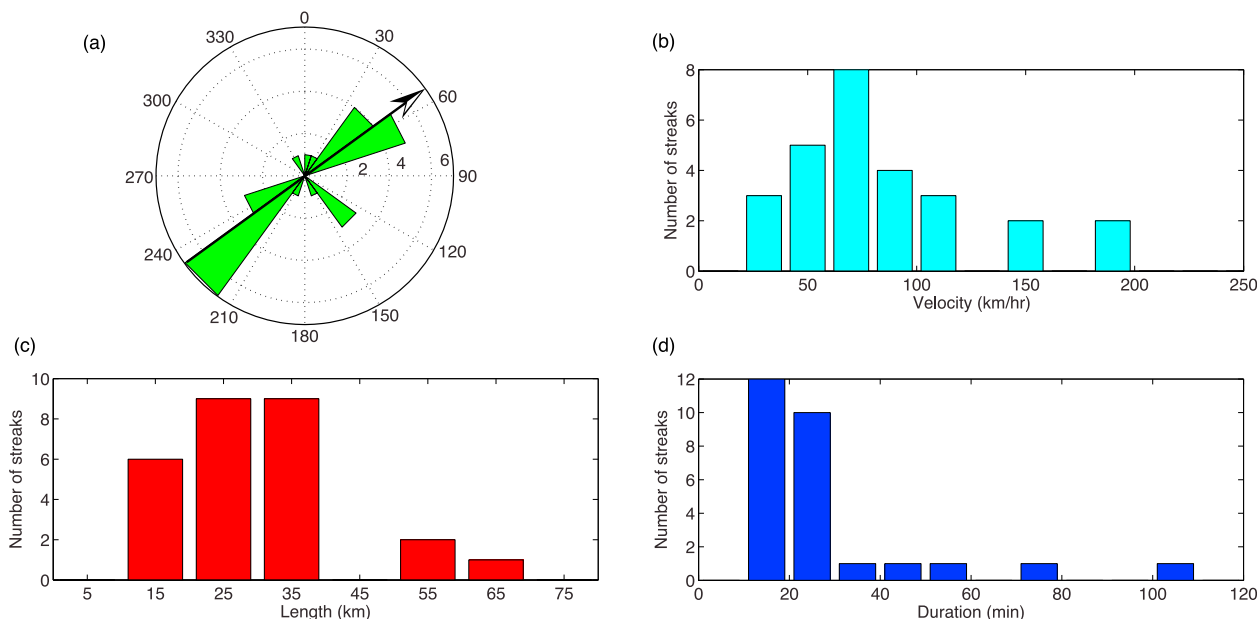 (a)
0
30
60
90
120
150
180
210
240
270
300
330
2
4
6
(b)
Number of streaks
8
6
4
2
0
0 50 100 150 200 250
Velocity (km/hr)
(c)
Number of streaks
10
8
6
4
2
0
5 15 25 35 45 55 65 75
Length (km)
(d)
Number of streaks
12
10
8
6
4
2
0
0 20 40 60 80 100 120
Duration (min)